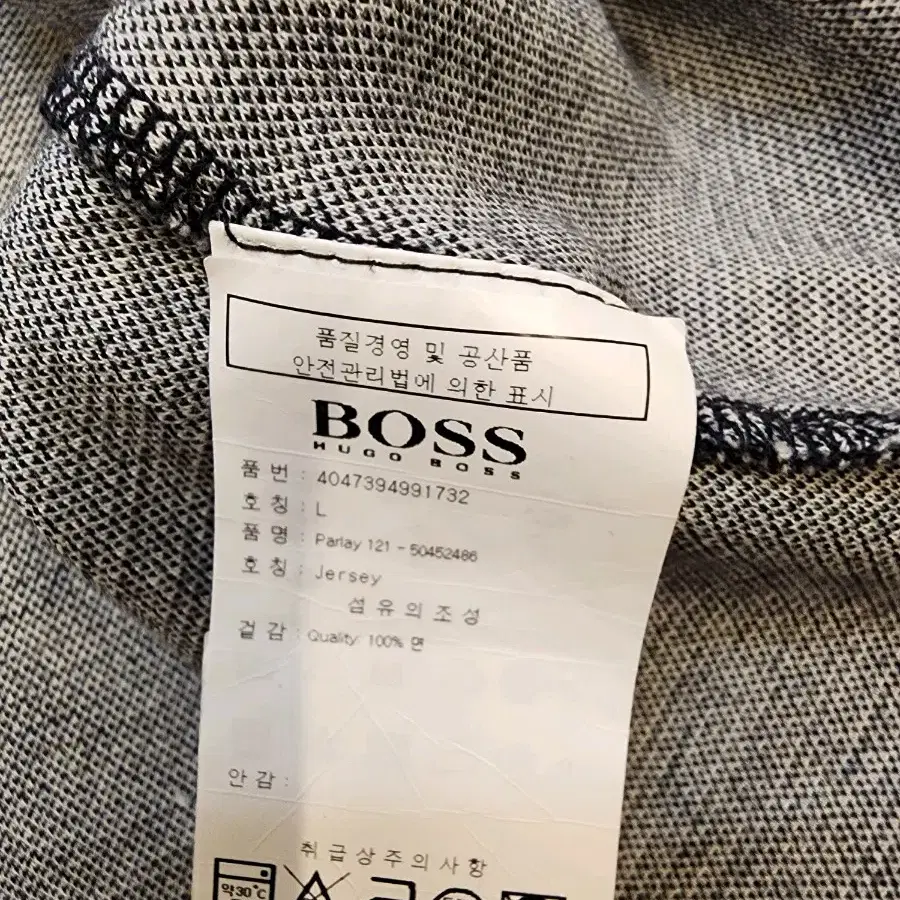 품질경영 및 공산품
안전관리법에 의한 표시
BOSS
HUGO BOSS
품 번 : 4047394991732
호 칭 : L
품 명 : Parlay 121 - 50452486
호 칭 : Jersey
섬 유 의 조 성
겉 감 : Quality: 100% 면
안 감 :
취 급 상 주 의 사 항
약30℃